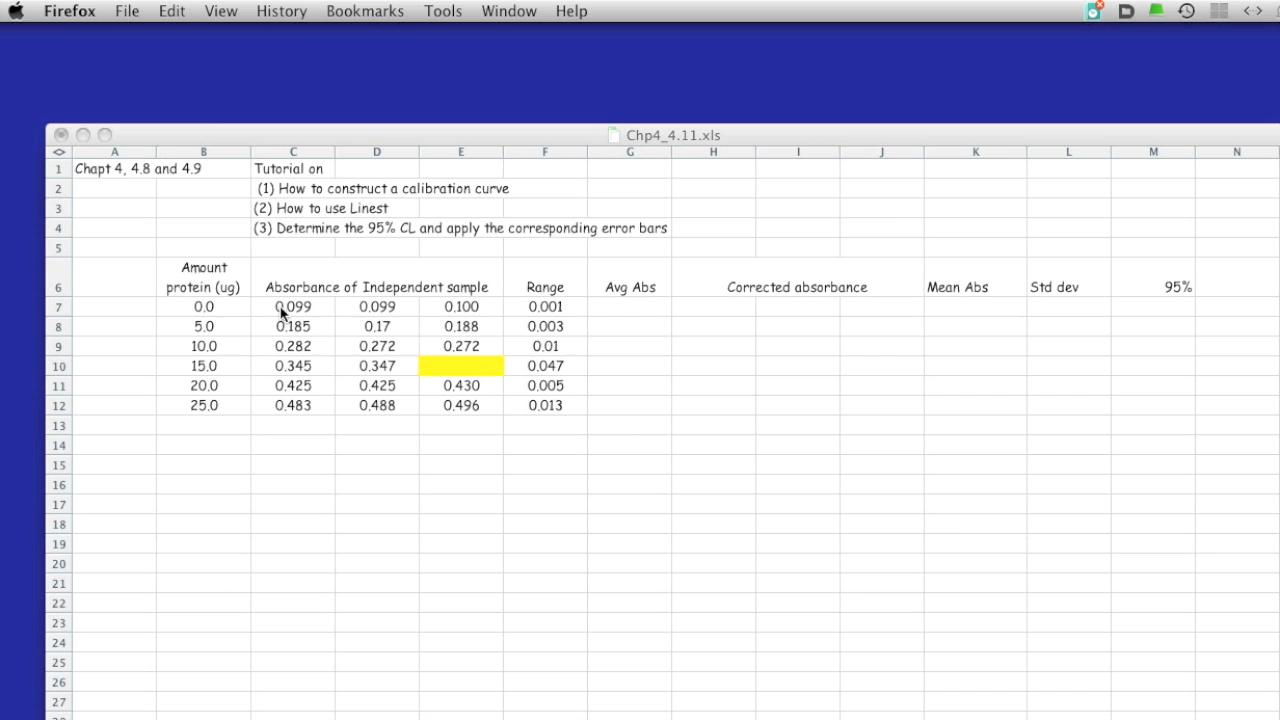 Firefox File Edit View History Bookmarks Tools Window Help
Chp4_4.11.xls
A B C D E F G H I J K L M N
1 Chapt 4, 4.8 and 4.9 Tutorial on
2 (1) How to construct a calibration curve
3 (2) How to use Linest
4 (3) Determine the 95% CL and apply the corresponding error bars
5
Amount
6 protein (ug) Absorbance of Independent sample Range Avg Abs Corrected absorbance Mean Abs Std dev 95%
7 0.0 0.099 0.099 0.100 0.001
8 5.0 0.185 0.17 0.188 0.003
9 10.0 0.282 0.272 0.272 0.01
10 15.0 0.345 0.347 0.047
11 20.0 0.425 0.425 0.430 0.005
12 25.0 0.483 0.488 0.496 0.013
13
14
15
16
17
18
19
20
21
22
23
24
25
26
27